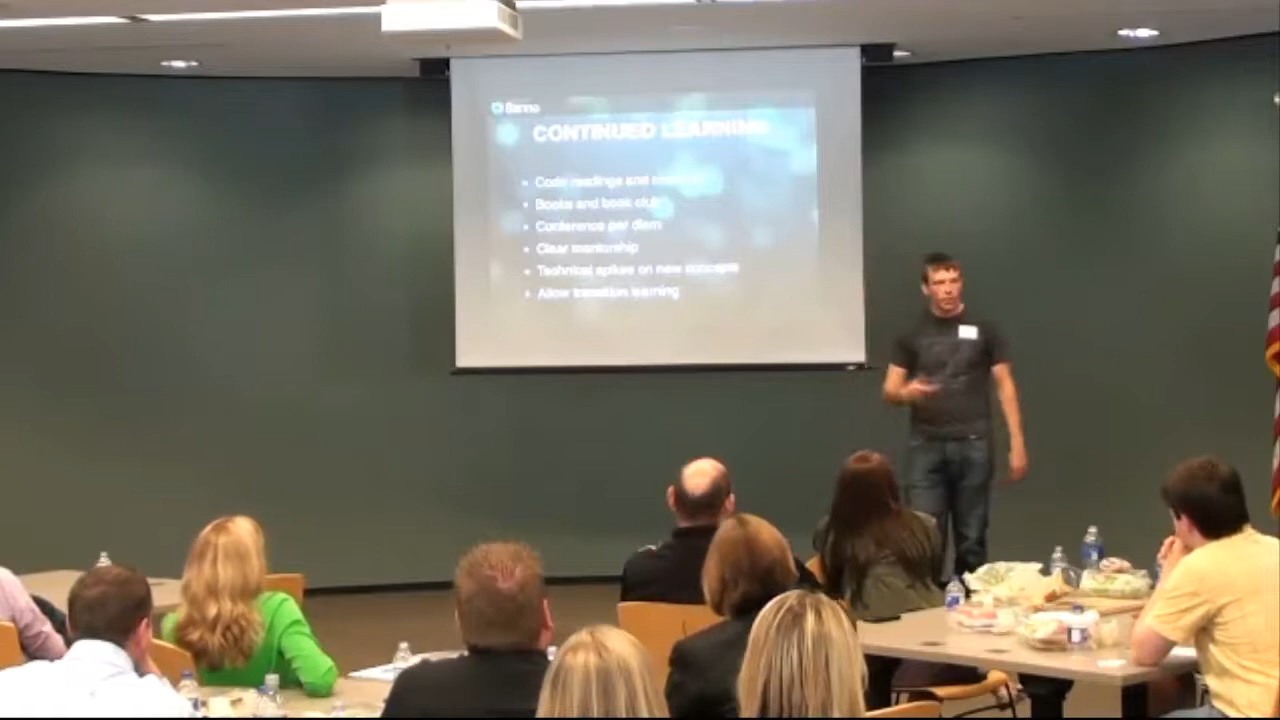 Banno
CONTINUED LEARNING
Code readings and
Books and book club
Conference per diem
Clear mentorship
Technical spikes on new concepts
Allow transition learning